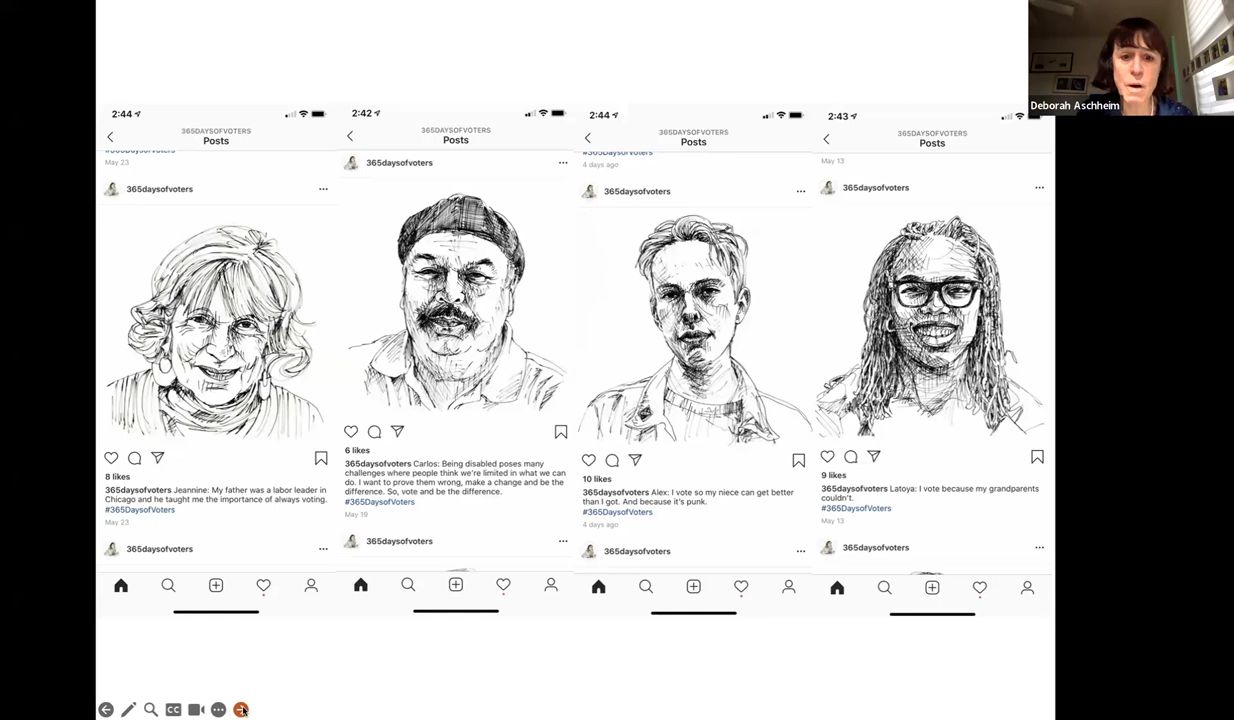 Deborah Aschheim
2:44
365DAYSOFVOTERS
Posts
#365DaysofVoters
May 23
365daysofvoters
8 likes
365daysofvoters Jeannine: My father was a labor leader in
Chicago and he taught me the importance of always voting.
#365DaysofVoters
May 23
365daysofvoters
2:42
365DAYSOFVOTERS
Posts
365daysofvoters
6 likes
365daysofvoters Carlos: Being disabled poses many
challenges where people think we're limited in what we can
do. I want to prove them wrong, make a change and be the
difference. So, vote and be the difference.
#365DaysofVoters
May 19
365daysofvoters
2:44
365DAYSOFVOTERS
Posts
#365DaysofVoters
4 days ago
365daysofvoters
10 likes
365daysofvoters Alex: I vote so my niece can get better
than I got. And because it's punk.
#365DaysofVoters
4 days ago
365daysofvoters
2:43
365DAYSOFVOTERS
Posts
May 13
365daysofvoters
9 likes
365daysofvoters Latoya: I vote because my grandparents
couldn't.
#365DaysofVoters
May 13
365daysofvoters
CC